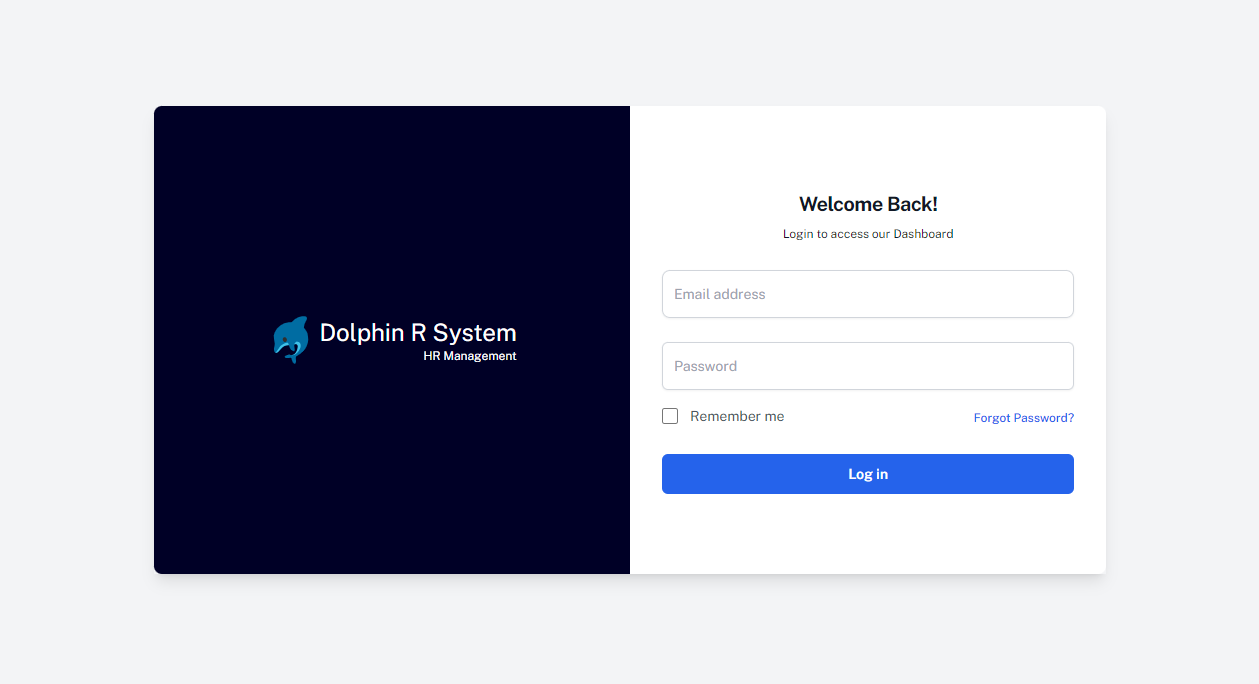 Dolphin R System
HR Management
Welcome Back!
Login to access our Dashboard
Email address
Password
Remember me
Forgot Password?
Log in